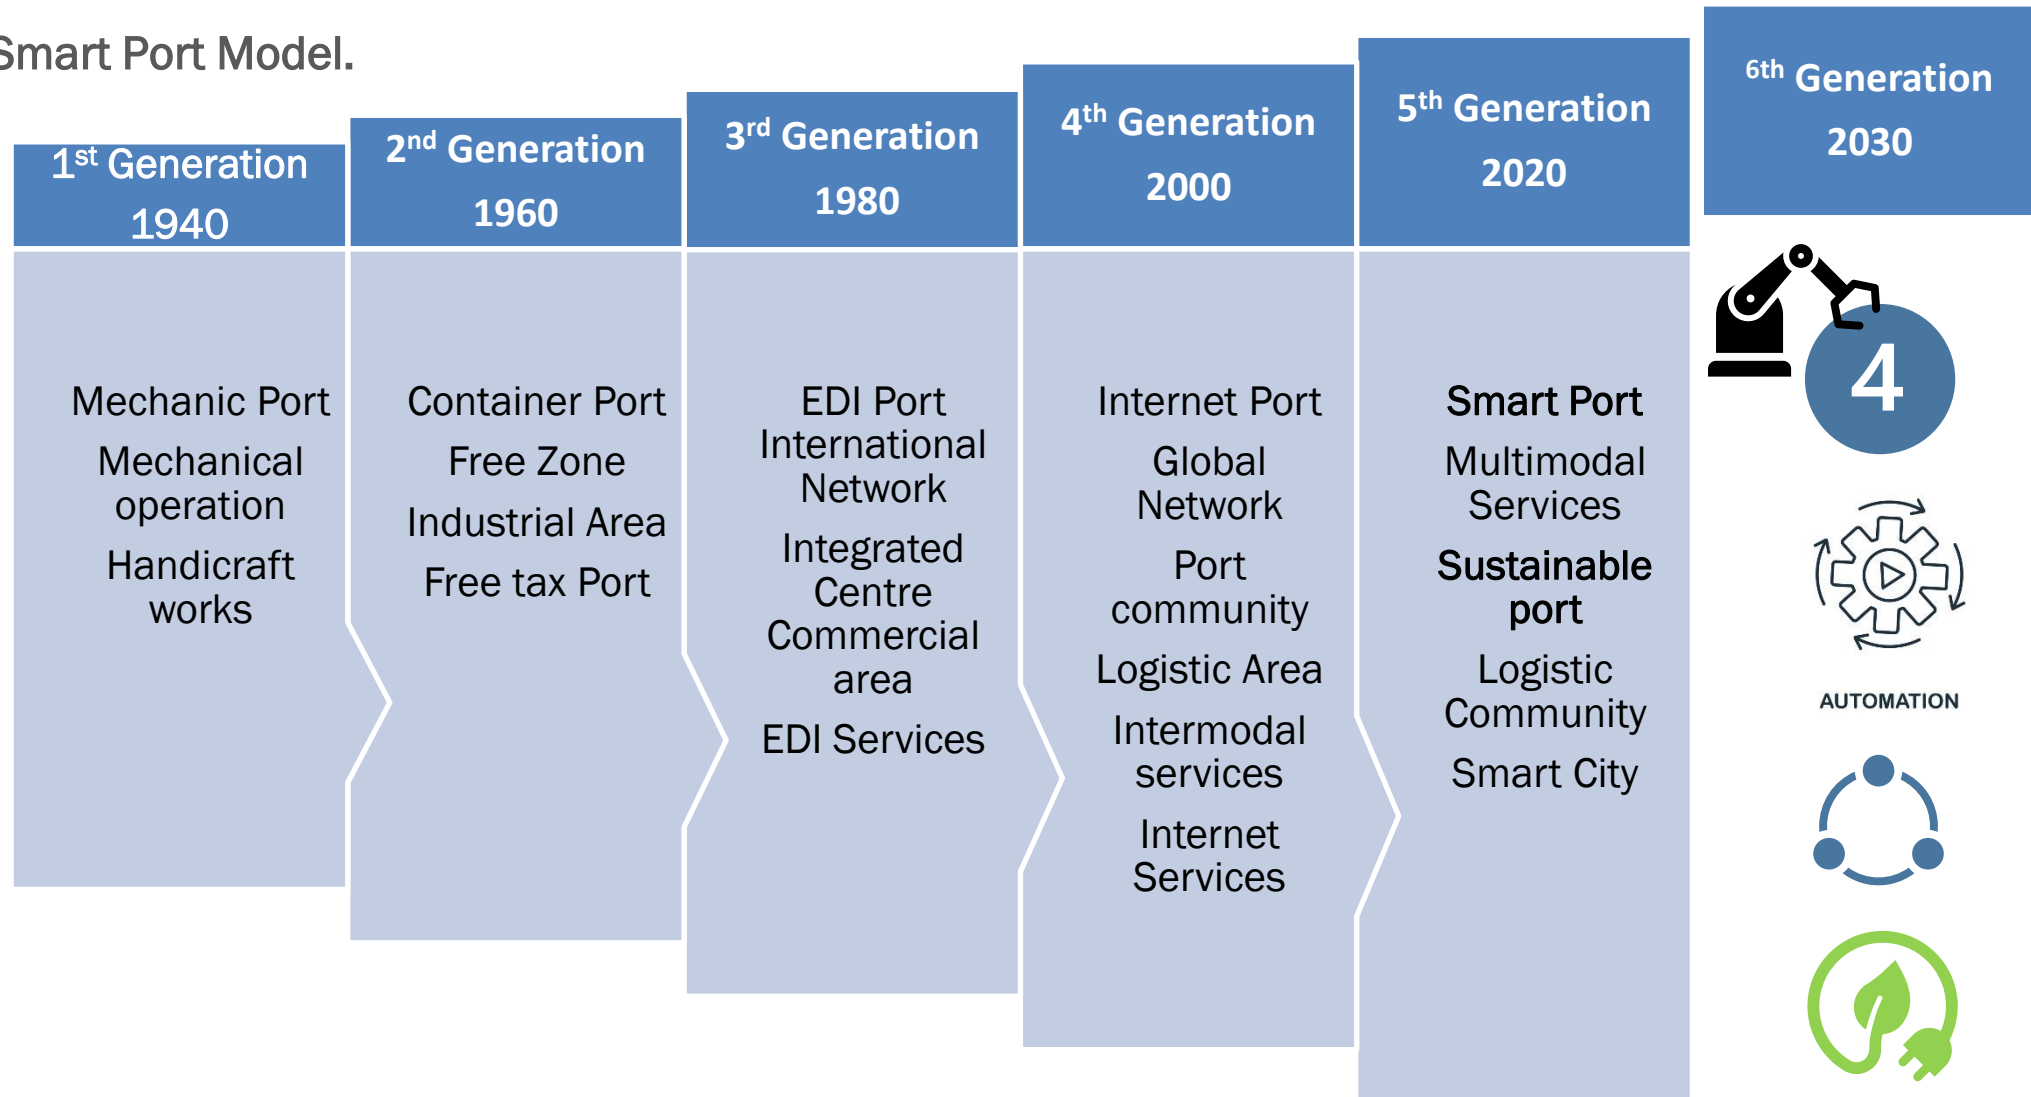 Smart Port Model.
1st Generation
1940
Mechanic Port
Mechanical
operation
Handicraft
works
2nd Generation
1960
Container Port
Free Zone
Industrial Area
Free tax Port
3rd Generation
1980
EDI Port
International
Network
Integrated
Centre
Commercial
area
EDI Services
4th Generation
2000
Internet Port
Global
Network
Port
community
Logistic Area
Intermodal
services
Internet
Services
5th Generation
2020
Smart Port
Multimodal
Services
Sustainable
port
Logistic
Community
Smart City
6th Generation
2030
4
AUTOMATION